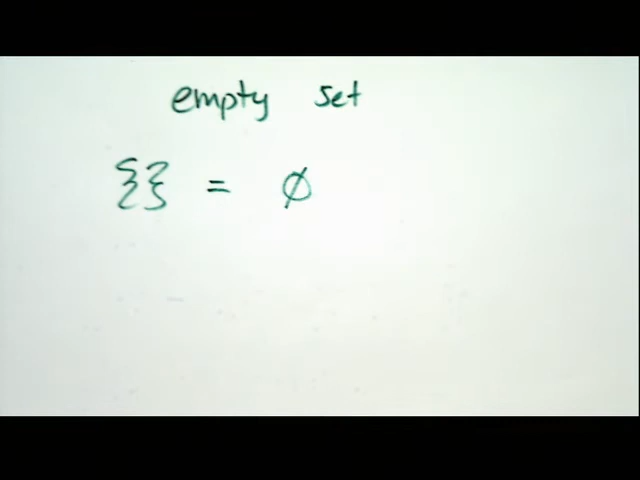 empty set
{} = ∅